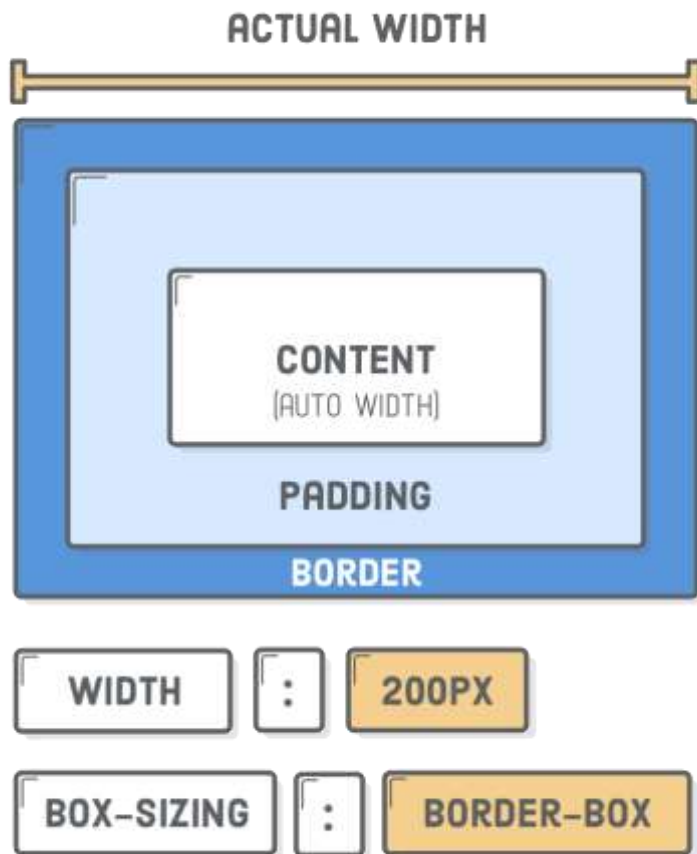 ACTUAL WIDTH
CONTENT
(AUTO WIDTH)
PADDING
BORDER
WIDTH : 200PX
BOX-SIZING : BORDER-BOX